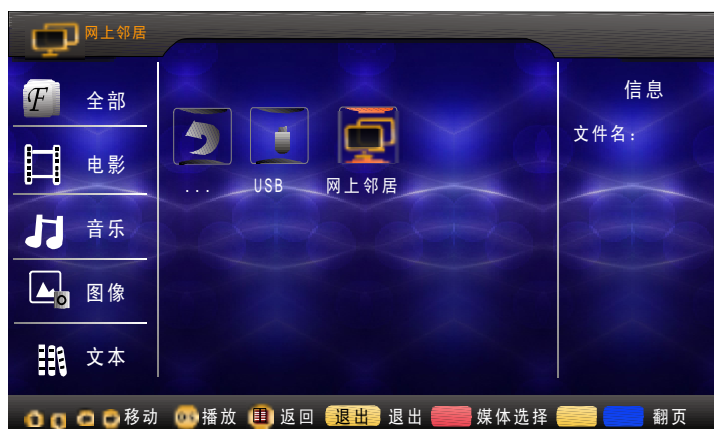 网上邻居
F 全部
电影
音乐
图像
文本
...
USB
网上邻居
信息
文件名:
移动 播放 返回 退出 退出 媒体选择 翻页